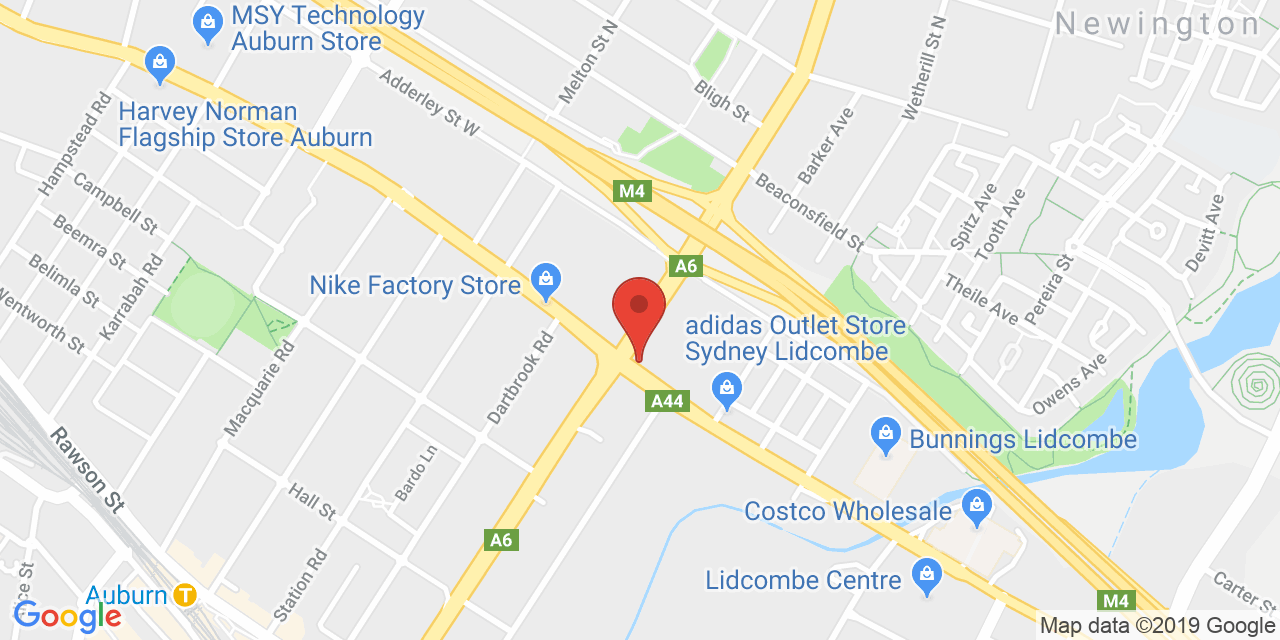 MSY Technology
Auburn Store
Newington
Harvey Norman
Flagship Store Auburn
Melton St N
Wetherill St N
Adderley St W
Bligh St
Hampstead Rd
Barker Ave
Campbell St
M4
Beaconsfield St
Spitz Ave
Tooth Ave
Devitt Ave
Beemra St
Belimla St
Karrabah Rd
Wentworth St
A6
Nike Factory Store
Theile Ave
Pereira St
adidas Outlet Store
Sydney Lidcombe
Macquarie Rd
Dartbrook Rd
Owens Ave
A44
Bunnings Lidcombe
Rawson St
Bardo Ln
Hall St
Costco Wholesale
A6
Station Rd
Lidcombe Centre
Auburn
T
M4
Carter St
Google
Map data ©2019 Google